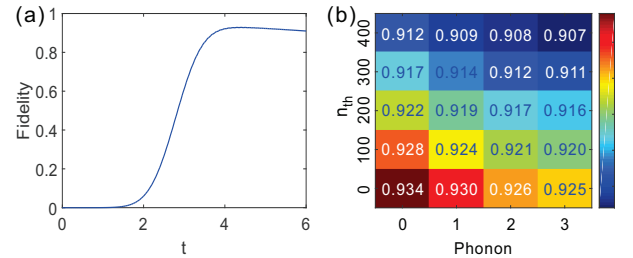 (a)
1
0.8
0.6
0.4
0.2
0
Fidelity
0 2 4 6
t
(b)
400 0.912 0.909 0.908 0.907
300 0.917 0.914 0.912 0.911
200 0.922 0.919 0.917 0.916
100 0.928 0.924 0.921 0.920
0 0.934 0.930 0.926 0.925
n_th
0 1 2 3
Phonon